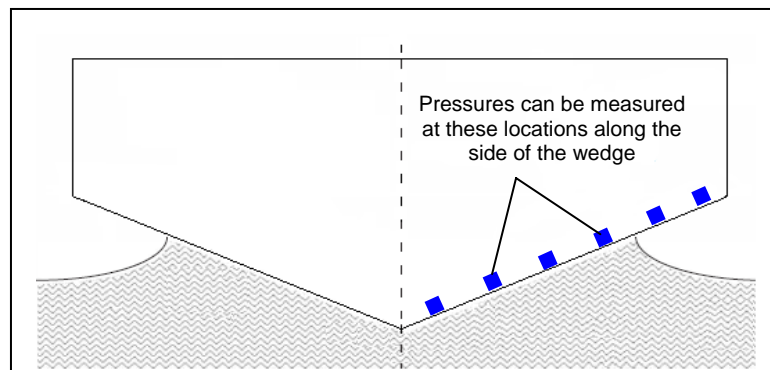 Pressures can be measured
at these locations along the
side of the wedge